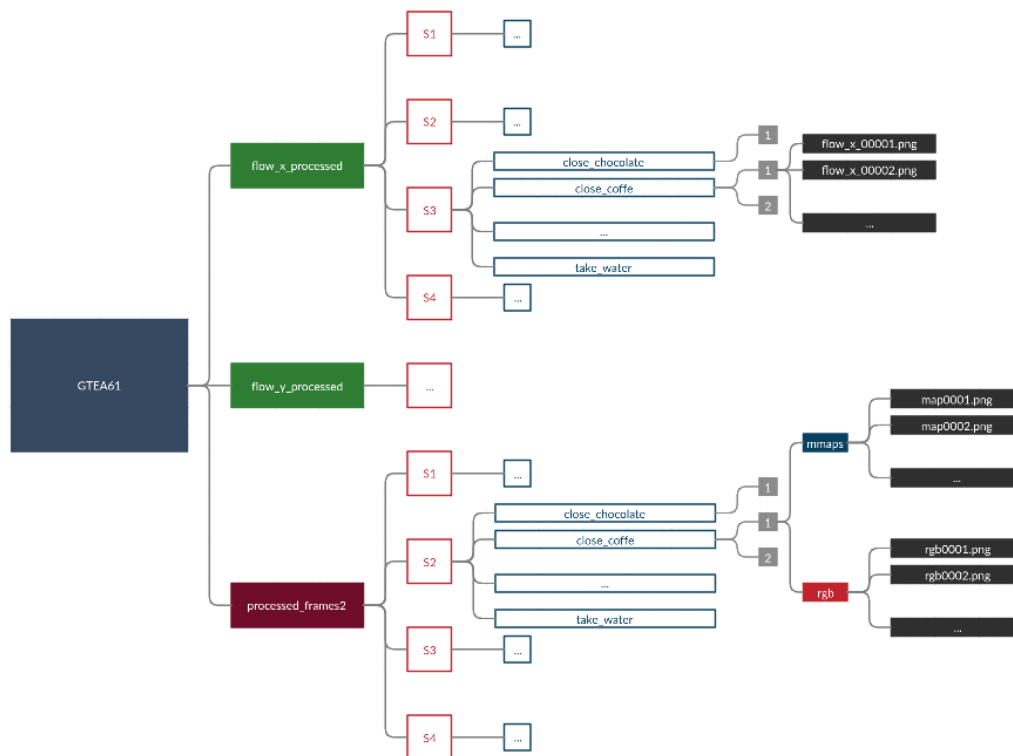 GTEA61
flow_x_processed
S1
...
S2
...
S3
close_chocolate
1
close_coffe
1
flow_x_00001.png
flow_x_00002.png
...
2
...
take_water
S4
...
flow_y_processed
...
processed_frames2
S1
...
S2
close_chocolate
1
close_coffe
1
mmaps
map0001.png
map0002.png
...
rgb
rgb0001.png
rgb0002.png
...
2
...
take_water
S3
...
S4
...